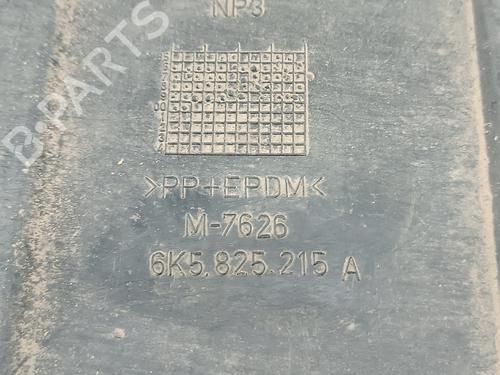 NP3
B-PARTS
>PP+EPDM<
M-7626
6K5.825.215 A